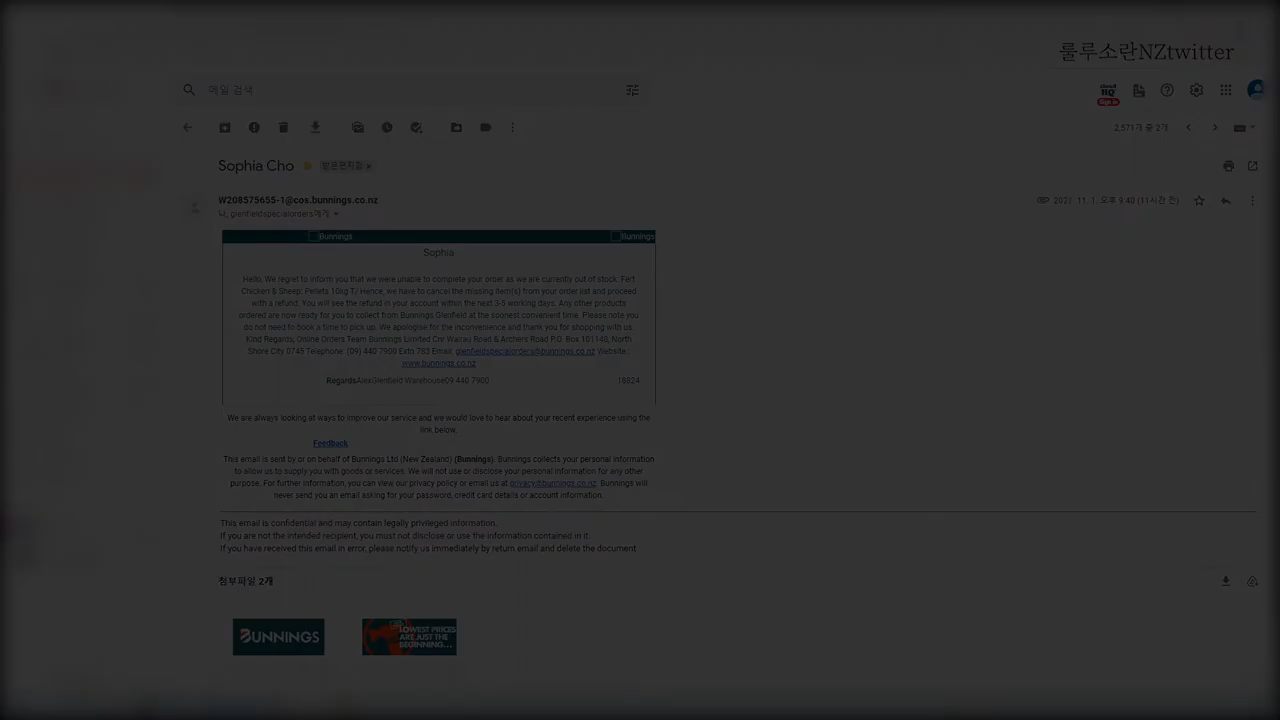 룰루소란NZtwitter
메일 검색
cloud
HQ
Sign in
2,571개 중 2개
Sophia Cho
받은편지함 x
W208575655-1@cos.bunnings.co.nz
2021. 11. 1. 오후 9:40 (11시간 전)
나, glenfieldspecialorders에게
Bunnings Bunnings
Sophia
Hello, We regret to inform you that we were unable to complete your order as we are currently out of stock. Fert
Chicken & Sheep. Pellets 10kg T/ Hence, we have to cancel the missing item(s) from your order list and proceed
with a refund. You will see the refund in your account within the next 3-5 working days. Any other products
ordered are now ready for you to collect from Bunnings Glenfield at the soonest convenient time. Please note you
do not need to book a time to pick up. We apologise for the inconvenience and thank you for shopping with us.
Kind Regards, Online Orders Team Bunnings Limited Cnr Wairau Road & Archers Road P.O. Box 101148, North
Shore City 0745 Telephone: (09) 440 7900 Extn 783 Email: glenfieldspecialorders@bunnings.co.nz Website.:
www.bunnings.co.nz
RegardsAlexGlenfield Warehouse09 440 7900 18524
We are always looking at ways to improve our service and we would love to hear about your recent experience using the
link below.
Feedback
This email is sent by or on behalf of Bunnings Ltd (New Zealand) (Bunnings). Bunnings collects your personal information
to allow us to supply you with goods or services. We will not use or disclose your personal information for any other
purpose. For further information, you can view our privacy policy or email us at privacy@bunnings.co.nz. Bunnings will
never send you an email asking for your password, credit card details or account information.
This email is confidential and may contain legally privileged information.
If you are not the intended recipient, you must not disclose or use the information contained in it.
If you have received this email in error, please notify us immediately by return email and delete the document
첨부파일 2개
BUNNINGS
LOWEST PRICES
ARE JUST THE
BEGINNING...